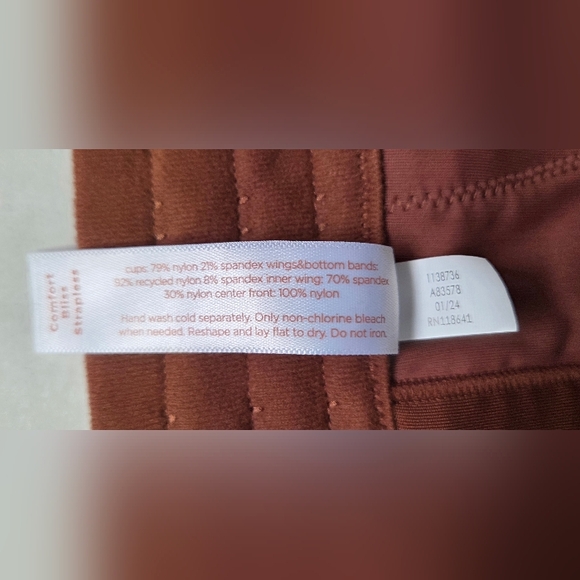 Comfort
Bliss
Strapless
cups: 79% nylon 21% spandex wings&bottom bands:
92% recycled nylon 8% spandex inner wing: 70% spandex
30% nylon center front: 100% nylon
Hand wash cold separately. Only non-chlorine bleach
when needed. Reshape and lay flat to dry. Do not iron.
1138736
A83578
01/24
RN118641